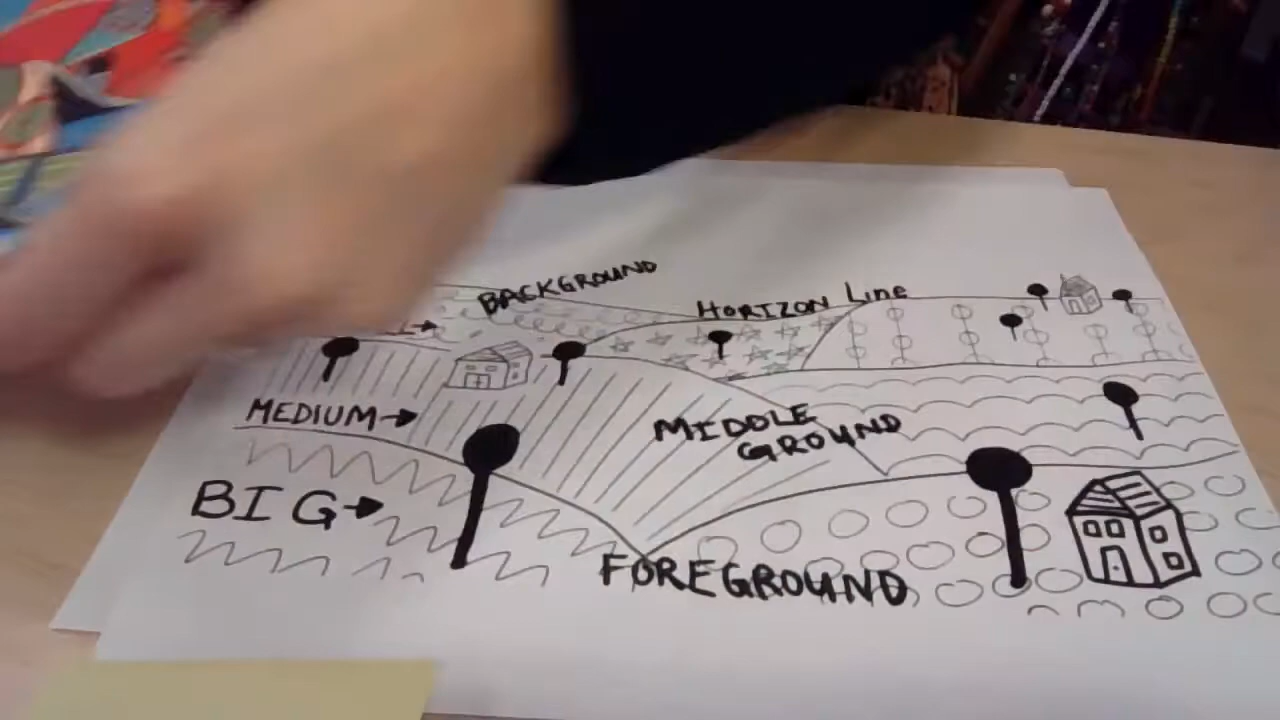 BACKGROUND
HORIZON Line
MEDIUM→
MIDDLE
GROUND
BIG→
FOREGROUND